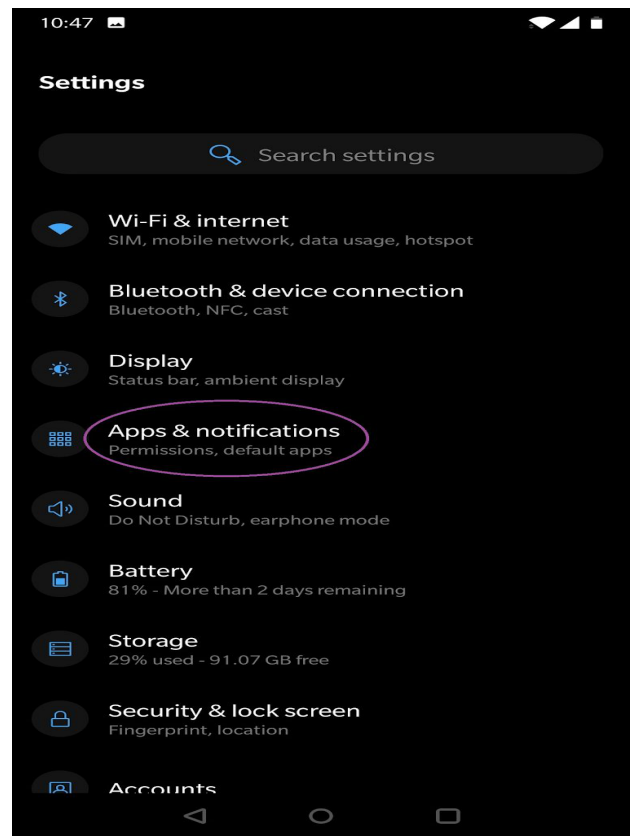 10:47
Settings
Search settings
Wi-Fi & internet
SIM, mobile network, data usage, hotspot
Bluetooth & device connection
Bluetooth, NFC, cast
Display
Status bar, ambient display
Apps & notifications
Permissions, default apps
Sound
Do Not Disturb, earphone mode
Battery
81% - More than 2 days remaining
Storage
29% used - 91.07 GB free
Security & lock screen
Fingerprint, location
Accounts